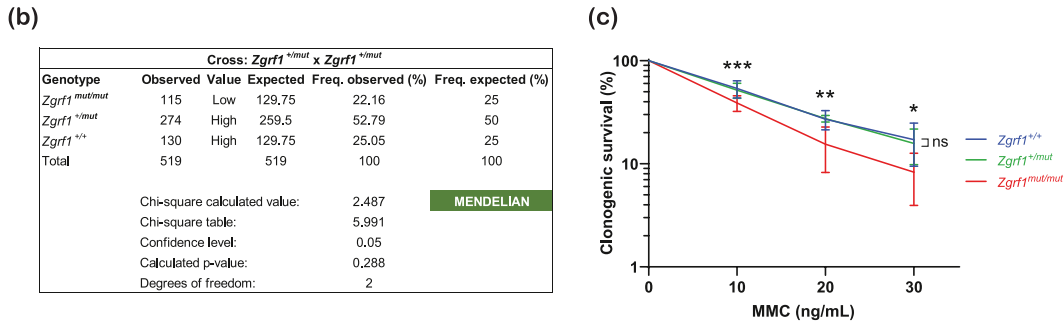 (b)
Cross: Zgrf1 +/mut x Zgrf1 +/mut
Genotype Observed Value Expected Freq. observed (%) Freq. expected (%)
Zgrf1 mut/mut 115 Low 129.75 22.16 25
Zgrf1 +/mut 274 High 259.5 52.79 50
Zgrf1 +/+ 130 High 129.75 25.05 25
Total 519 519 100 100
Chi-square calculated value: 2.487 MENDELIAN
Chi-square table: 5.991
Confidence level: 0.05
Calculated p-value: 0.288
Degrees of freedom: 2
(c)
Clonogenic survival (%)
100
10
1
***
**
*
ns
Zgrf1 +/+
Zgrf1 +/mut
Zgrf1 mut/mut
0 10 20 30
MMC (ng/mL)